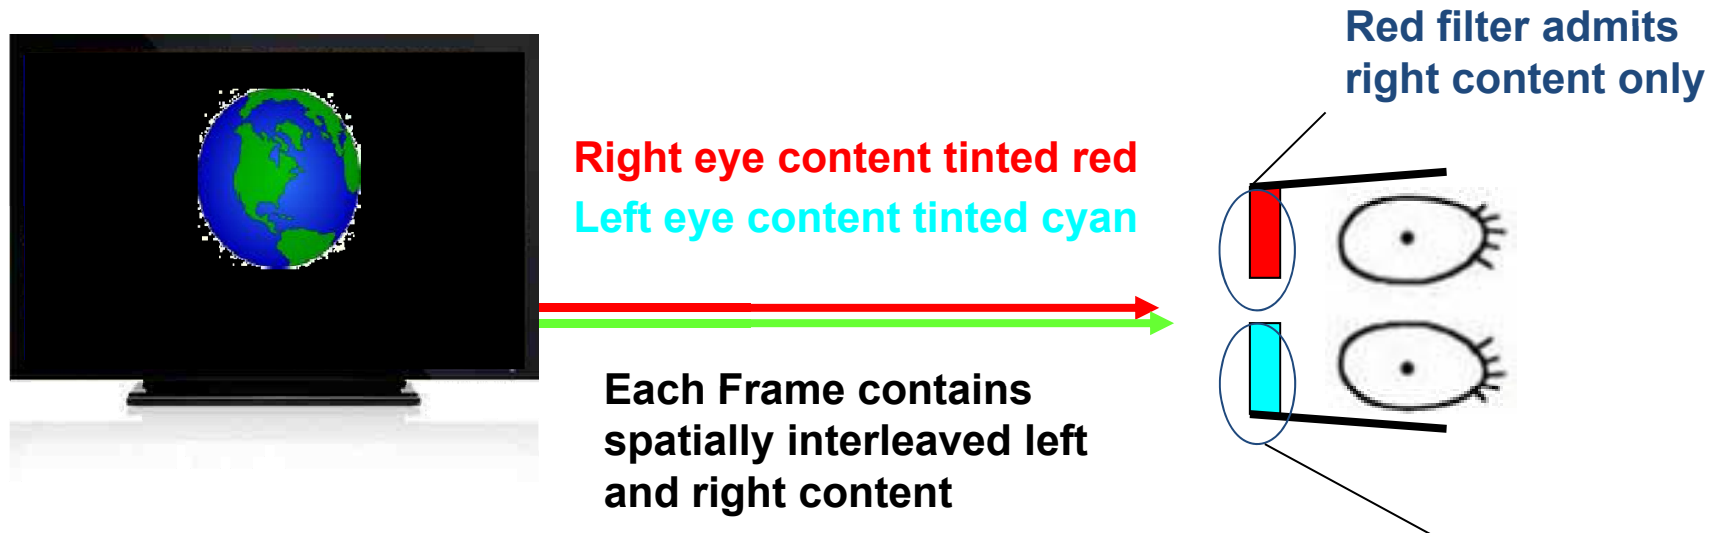 Red filter admits
right content only
Right eye content tinted red
Left eye content tinted cyan
Each Frame contains
spatially interleaved left
and right content